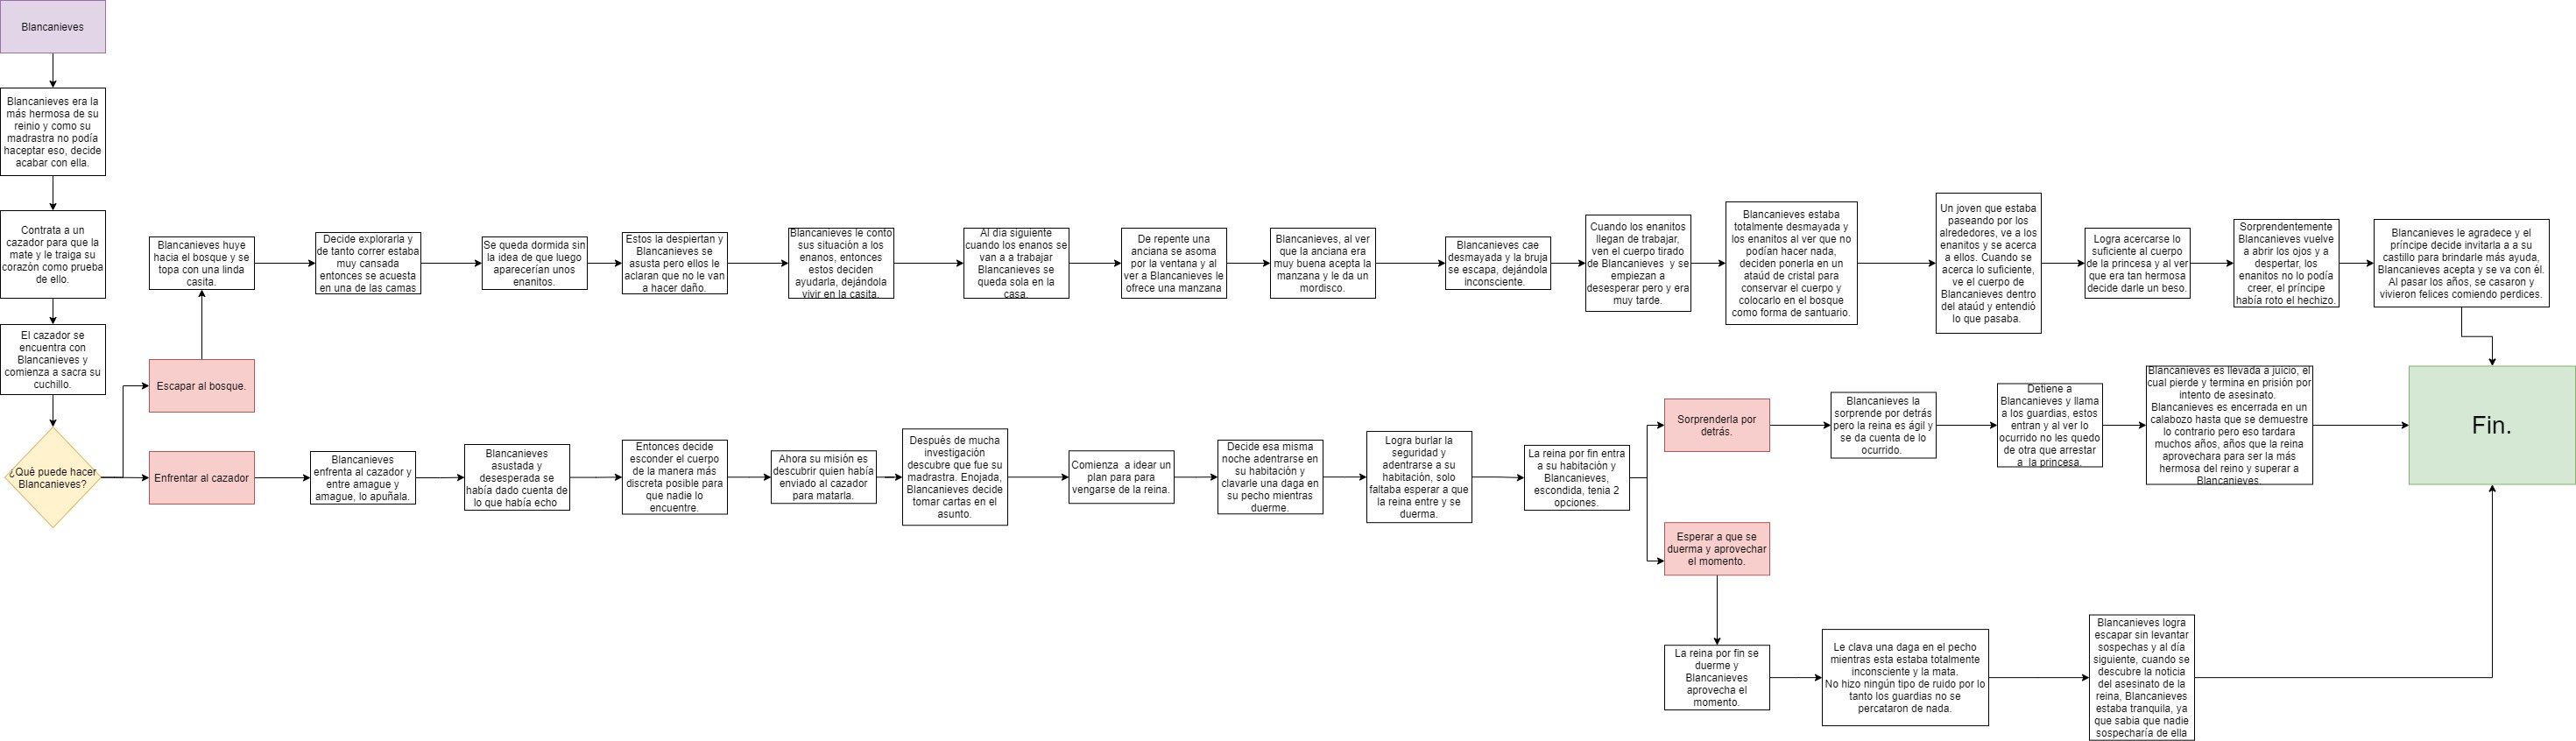 Blancanieves
Blancanieves era la
más hermosa de su
reinio y como su
madrastra no podía
haceptar eso, decide
acabar con ella.
Contrata a un
cazador para que la
mate y le traiga su
corazón como prueba
de ello.
El cazador se
encuentra con
Blancanieves y
comienza a sacra su
cuchillo.
¿Qué puede hacer
Blancanieves?
Escapar al bosque.
Blancanieves huye
hacia el bosque y se
topa con una linda
casita.
Decide explorarla y
de tanto correr estaba
muy cansada
entonces se acuesta
en una de las camas
Se queda dormida sin
la idea de que luego
aparecerían unos
enanitos.
Estos la despiertan y
Blancanieves se
asusta pero ellos le
aclaran que no le van
a hacer daño.
Blancanieves le conto
sus situación a los
enanos, entonces
estos deciden
ayudarla, dejándola
vivir en la casita.
Al día siguiente
cuando los enanos se
van a a trabajar
Blancanieves se
queda sola en la
casa.
De repente una
anciana se asoma
por la ventana y al
ver a Blancanieves le
ofrece una manzana
Blancanieves, al ver
que la anciana era
muy buena acepta la
manzana y le da un
mordisco.
Blancanieves cae
desmayada y la bruja
se escapa, dejándola
inconsciente.
Cuando los enanitos
llegan de trabajar,
ven el cuerpo tirado
de Blancanieves y se
empiezan a
desesperar pero y era
muy tarde.
Blancanieves estaba
totalmente desmayada y
los enanitos al ver que no
podían hacer nada,
deciden ponerla en un
ataúd de cristal para
conservar el cuerpo y
colocarlo en el bosque
como forma de santuario.
Un joven que estaba
paseando por los
alrededores, ve a los
enanitos y se acerca
a ellos. Cuando se
acerca lo suficiente,
ve el cuerpo de
Blancanieves dentro
del ataúd y entendió
lo que pasaba.
Logra acercarse lo
suficiente al cuerpo
de la princesa y al ver
que era tan hermosa
decide darle un beso.
Sorprendentemente
Blancanieves vuelve
a abrir los ojos y a
despertar, los
enanitos no lo podía
creer, el príncipe
había roto el hechizo.
Blancanieves le agradece y el
príncipe decide invitarla a a su
castillo para brindarle más ayuda,
Blancanieves acepta y se va con él.
Al pasar los años, se casaron y
vivieron felices comiendo perdices.
Enfrentar al cazador
Blancanieves
enfrenta al cazador y
entre amague y
amague, lo apuñala.
Blancanieves
asustada y
desesperada se
había dado cuenta de
lo que había echo
Entonces decide
esconder el cuerpo
de la manera más
discreta posible para
que nadie lo
encuentre.
Ahora su misión es
descubrir quien había
enviado al cazador
para matarla.
Después de mucha
investigación
descubre que fue su
madrastra. Enojada,
Blancanieves decide
tomar cartas en el
asunto.
Comienza a idear un
plan para para
vengarse de la reina.
Decide esa misma
noche adentrarse en
su habitación y
clavarle una daga en
su pecho mientras
duerme.
Logra burlar la
seguridad y
adentrarse a su
habitación, solo
faltaba esperar a que
la reina entre y se
duerma.
La reina por fin entra
a su habitación y
Blancanieves,
escondida, tenia 2
opciones.
Sorprenderla por
detrás.
Blancanieves la
sorprende por detrás
pero la reina es ágil y
se da cuenta de lo
ocurrido.
Detiene a
Blancanieves y llama
a los guardias, estos
entran y al ver lo
ocurrido no les quedo
de otra que arrestar
a la princesa.
Blancanieves es llevada a juicio, el
cual pierde y termina en prisión por
intento de asesinato.
Blancanieves es encerrada en un
calabozo hasta que se demuestre
lo contrario pero eso tardara
muchos años, años que la reina
aprovechara para ser la más
hermosa del reino y superar a
Blancanieves.
Fin.
Esperar a que se
duerma y aprovechar
el momento.
La reina por fin se
duerme y
Blancanieves
aprovecha el
momento.
Le clava una daga en el pecho
mientras esta estaba totalmente
inconsciente y la mata.
No hizo ningún tipo de ruido por lo
tanto los guardias no se
percataron de nada.
Blancanieves logra
escapar sin levantar
sospechas y al día
siguiente, cuando se
descubre la noticia
del asesinato de la
reina, Blancanieves
estaba tranquila, ya
que sabia que nadie
sospecharía de ella